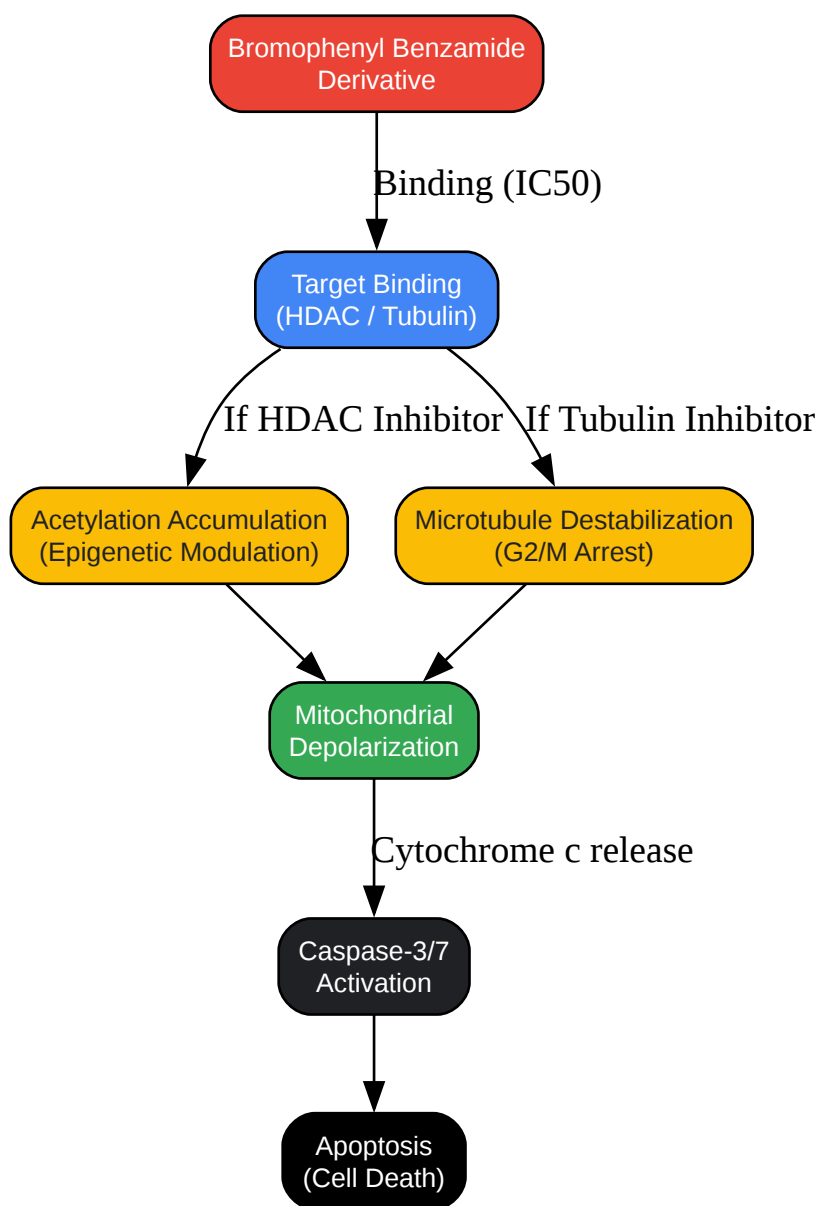 Bromophenyl Benzamide
Derivative
Binding (IC50)
Target Binding
(HDAC / Tubulin)
If HDAC Inhibitor
If Tubulin Inhibitor
Acetylation Accumulation
(Epigenetic Modulation)
Microtubule Destabilization
(G2/M Arrest)
Mitochondrial
Depolarization
Cytochrome c release
Caspase-3/7
Activation
Apoptosis
(Cell Death)